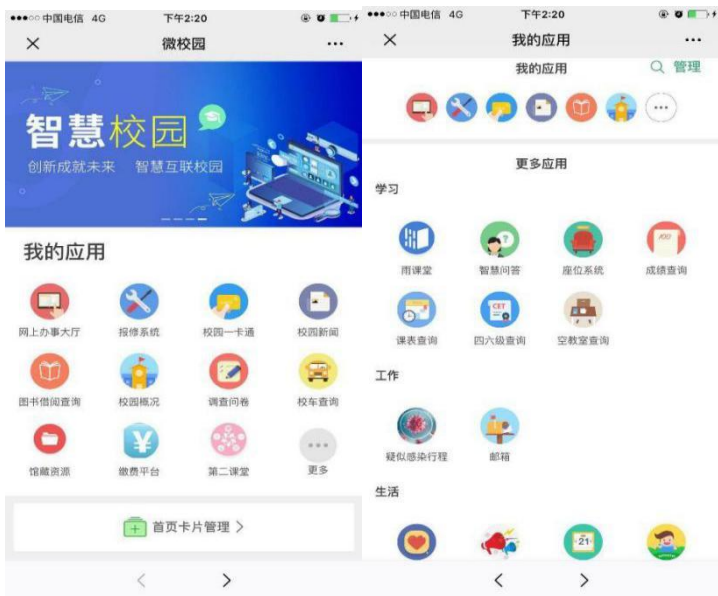 中国电信 4G 下午2:20
微校园
智慧校园
创新成就未来 智慧互联校园
我的应用
网上办事大厅 报修系统 校园一卡通 校园新闻
图书借阅查询 校园概况 调查问卷 校车查询
馆藏资源 缴费平台 第二课堂 更多
首页卡片管理
中国电信 4G 下午2:20
我的应用
我的应用 管理
更多应用
学习
100
雨课堂 智慧问答 座位系统 成绩查询
CET
课表查询 四六级查询 空教室查询
工作
疑似感染行程 邮箱
生活
21